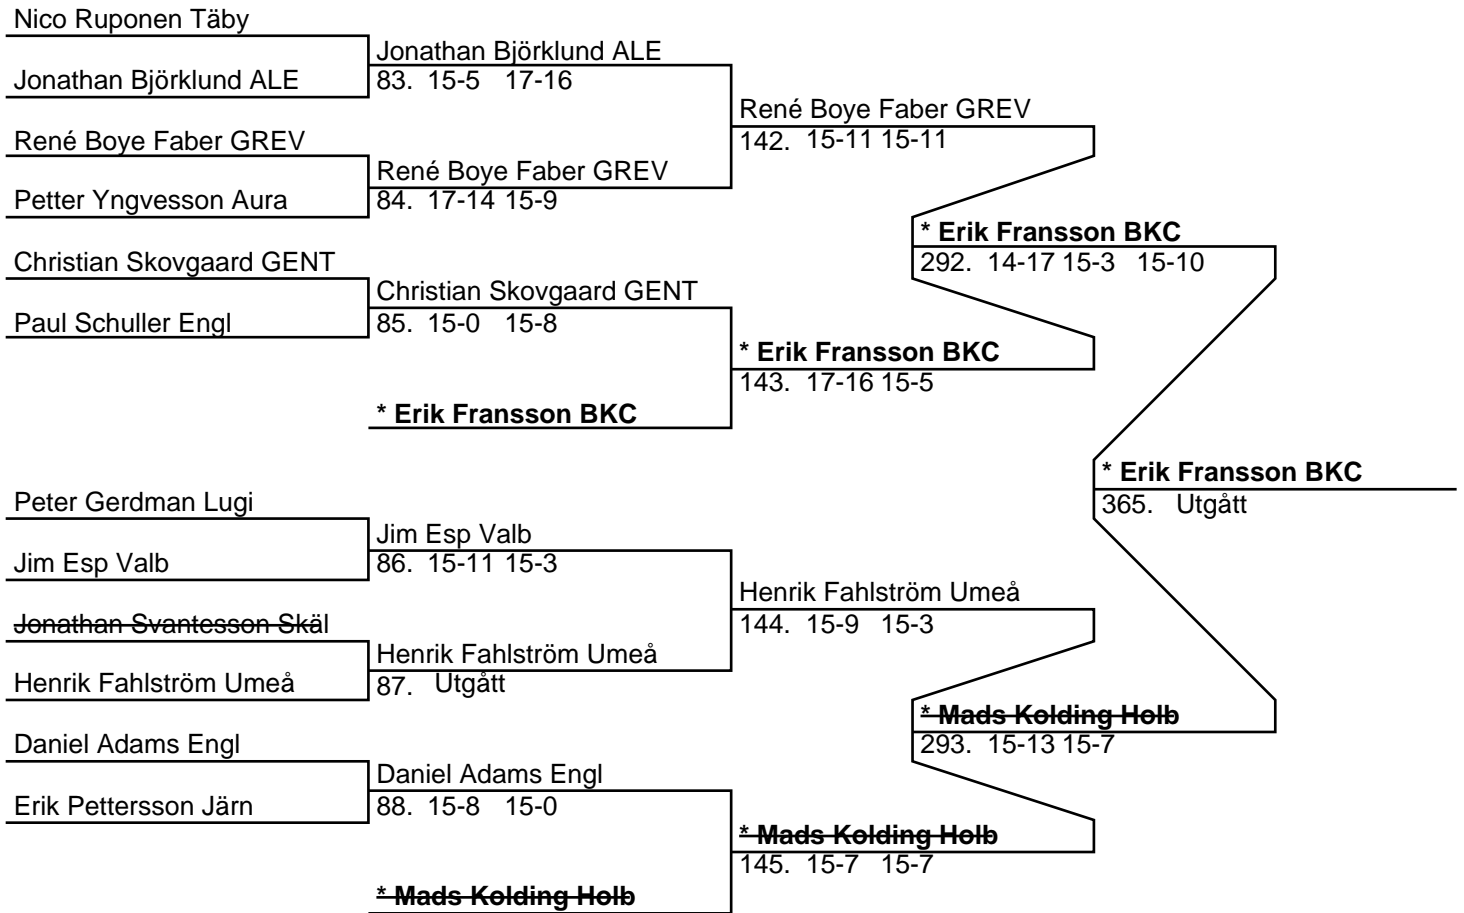 Nico Ruponen Täby
Jonathan Björklund ALE
Jonathan Björklund ALE
83. 15-5 17-16
René Boye Faber GREV
142. 15-11 15-11
René Boye Faber GREV
René Boye Faber GREV
84. 17-14 15-9
Petter Yngvesson Aura
* Erik Fransson BKC
292. 14-17 15-3 15-10
Christian Skovgaard GENT
Christian Skovgaard GENT
85. 15-0 15-8
Paul Schuller Engl
* Erik Fransson BKC
143. 17-16 15-5
* Erik Fransson BKC
* Erik Fransson BKC
365. Utgått
Peter Gerdman Lugi
Jim Esp Valb
86. 15-11 15-3
Jim Esp Valb
Henrik Fahlström Umeå
144. 15-9 15-3
Jonathan Svantesson Skäl
Henrik Fahlström Umeå
87. Utgått
Henrik Fahlström Umeå
* Mads Kolding Holb
293. 15-13 15-7
Daniel Adams Engl
Daniel Adams Engl
88. 15-8 15-0
Erik Pettersson Järn
* Mads Kolding Holb
145. 15-7 15-7
* Mads Kolding Holb